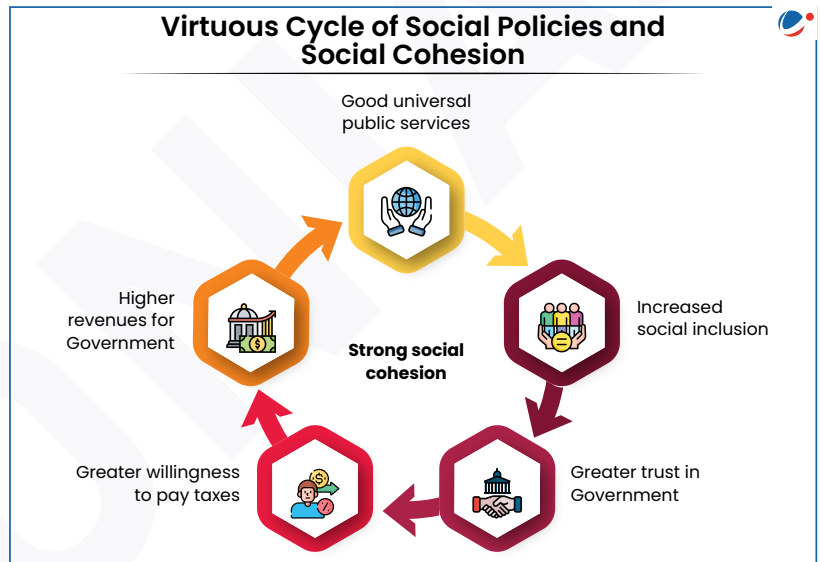 Virtuous Cycle of Social Policies and
Social Cohesion
Good universal
public services
Increased
social inclusion
Greater trust in
Government
Greater willingness
to pay taxes
Higher
revenues for
Government
Strong social
cohesion